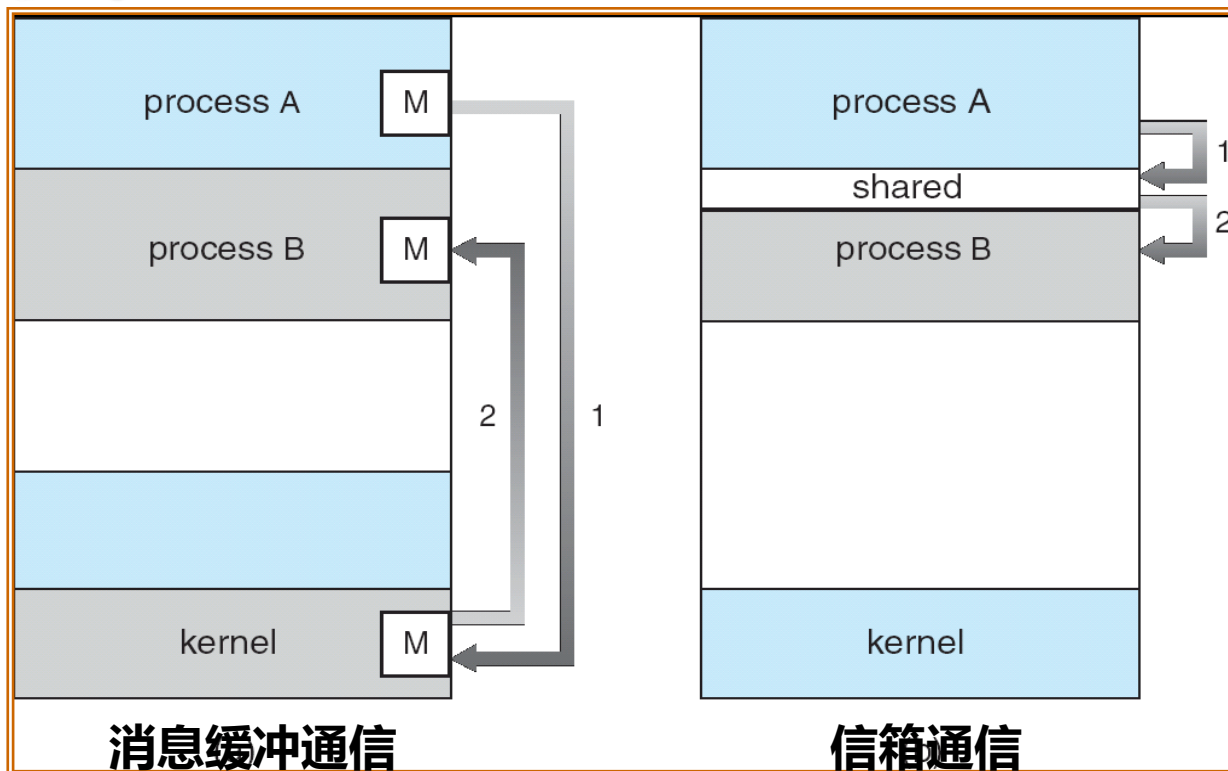 process A
M
process B
M
2
1
kernel
M
消息缓冲通信
process A
1
shared
2
process B
kernel
信箱通信